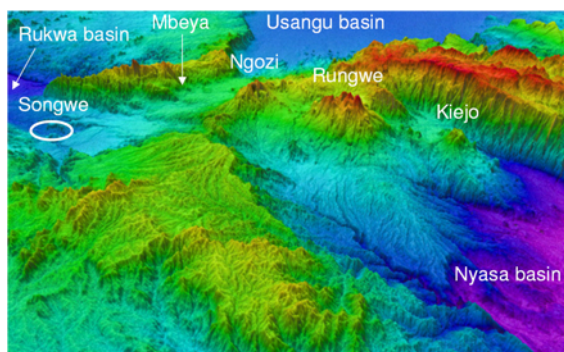 Mbeya
Usangu basin
Rukwa basin
Ngozi
Rungwe
Songwe
Kiejo
Nyasa basin